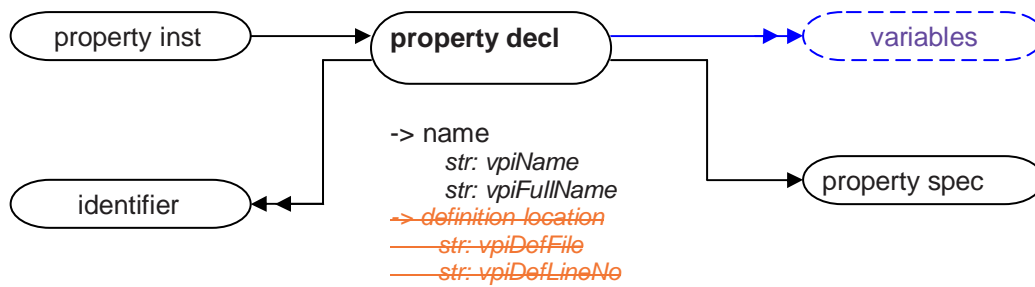 property inst
property decl
variables
-> name
str: vpiName
str: vpiFullName
identifier
property spec
-> definition location
str: vpiDefFile
str: vpiDefLineNo